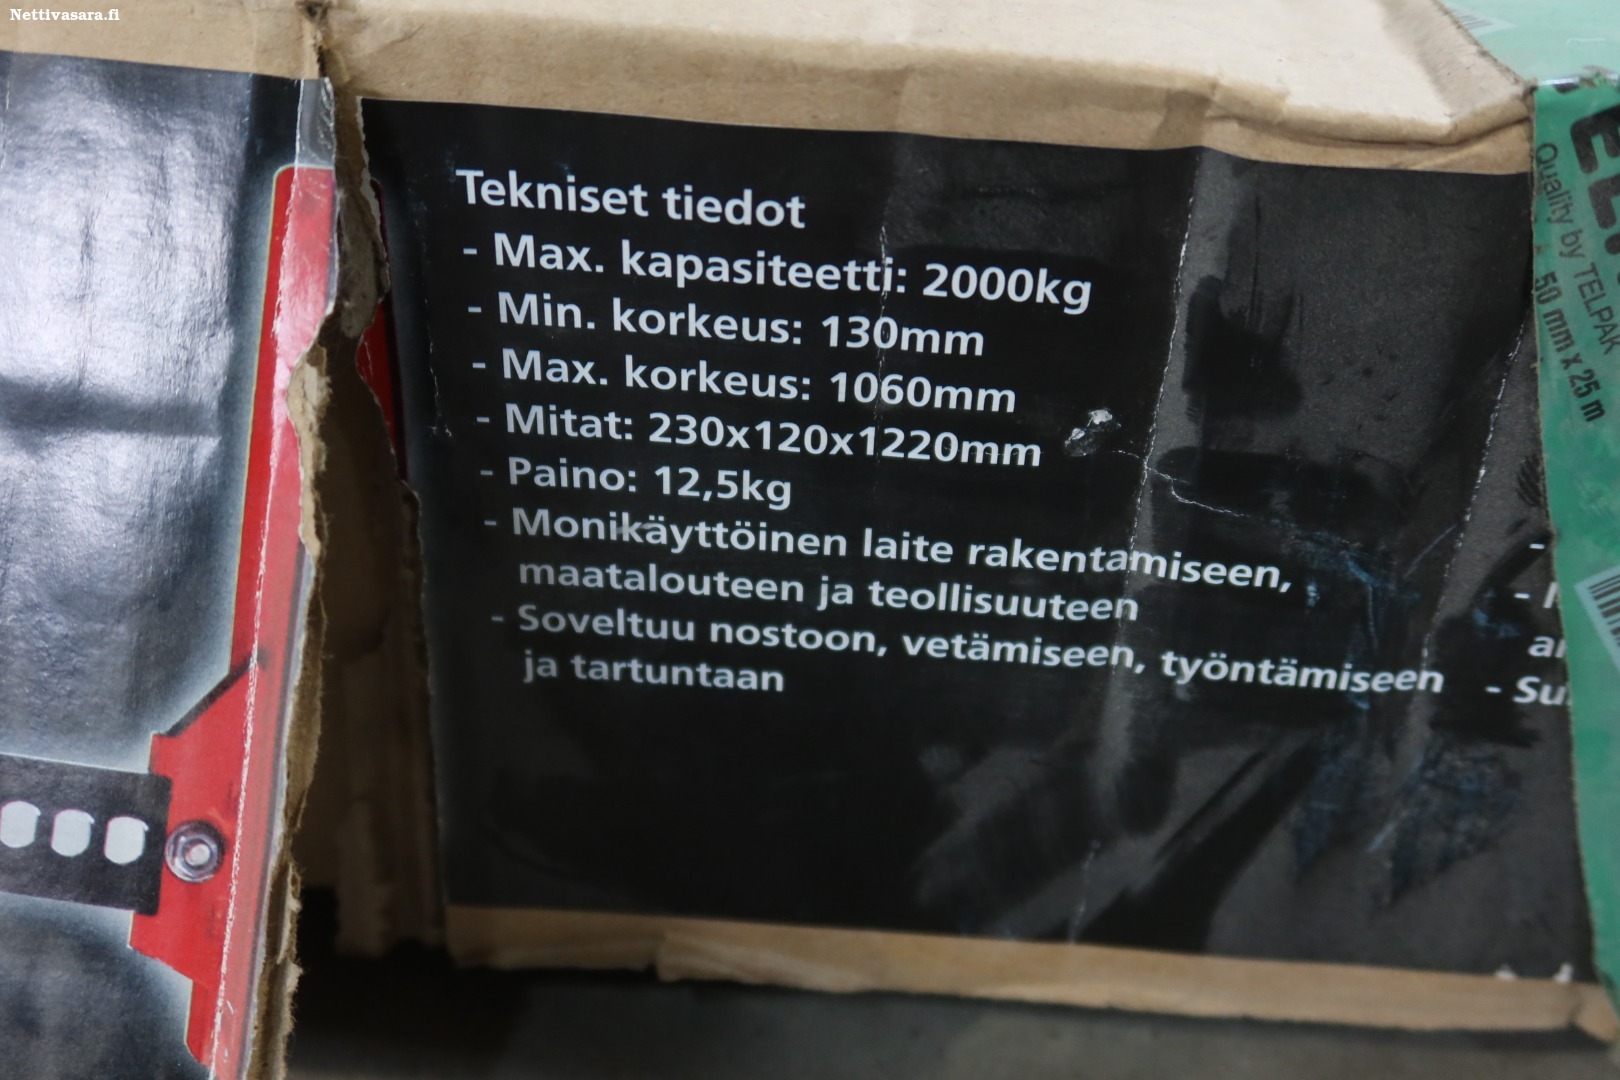 Nettivasara.fi
Tekniset tiedot
- Max. kapasiteetti: 2000kg
- Min. korkeus: 130mm
- Max. korkeus: 1060mm
- Mitat: 230x120x1220mm
- Paino: 12,5kg
- Monikäyttöinen laite rakentamiseen,
maatalouteen ja teollisuuteen
- Soveltuu nostoon, vetämiseen, työntämiseen
ja tartuntaan
Quality by TELPAK
50 mm x 25 m